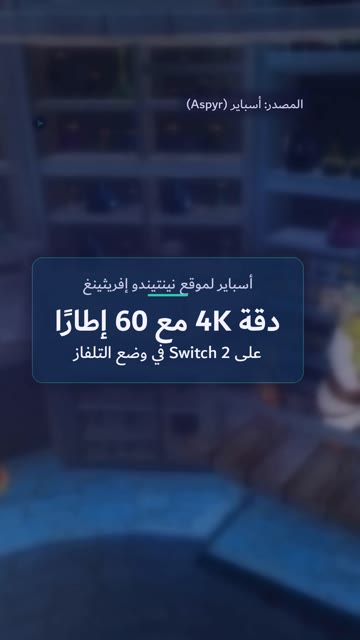 المصدر: أسباير (Aspyr)
أسباير لموقع نينتيندو إفريثينغ
دقة 4K مع 60 إطارًا
على Switch 2 في وضع التلفاز